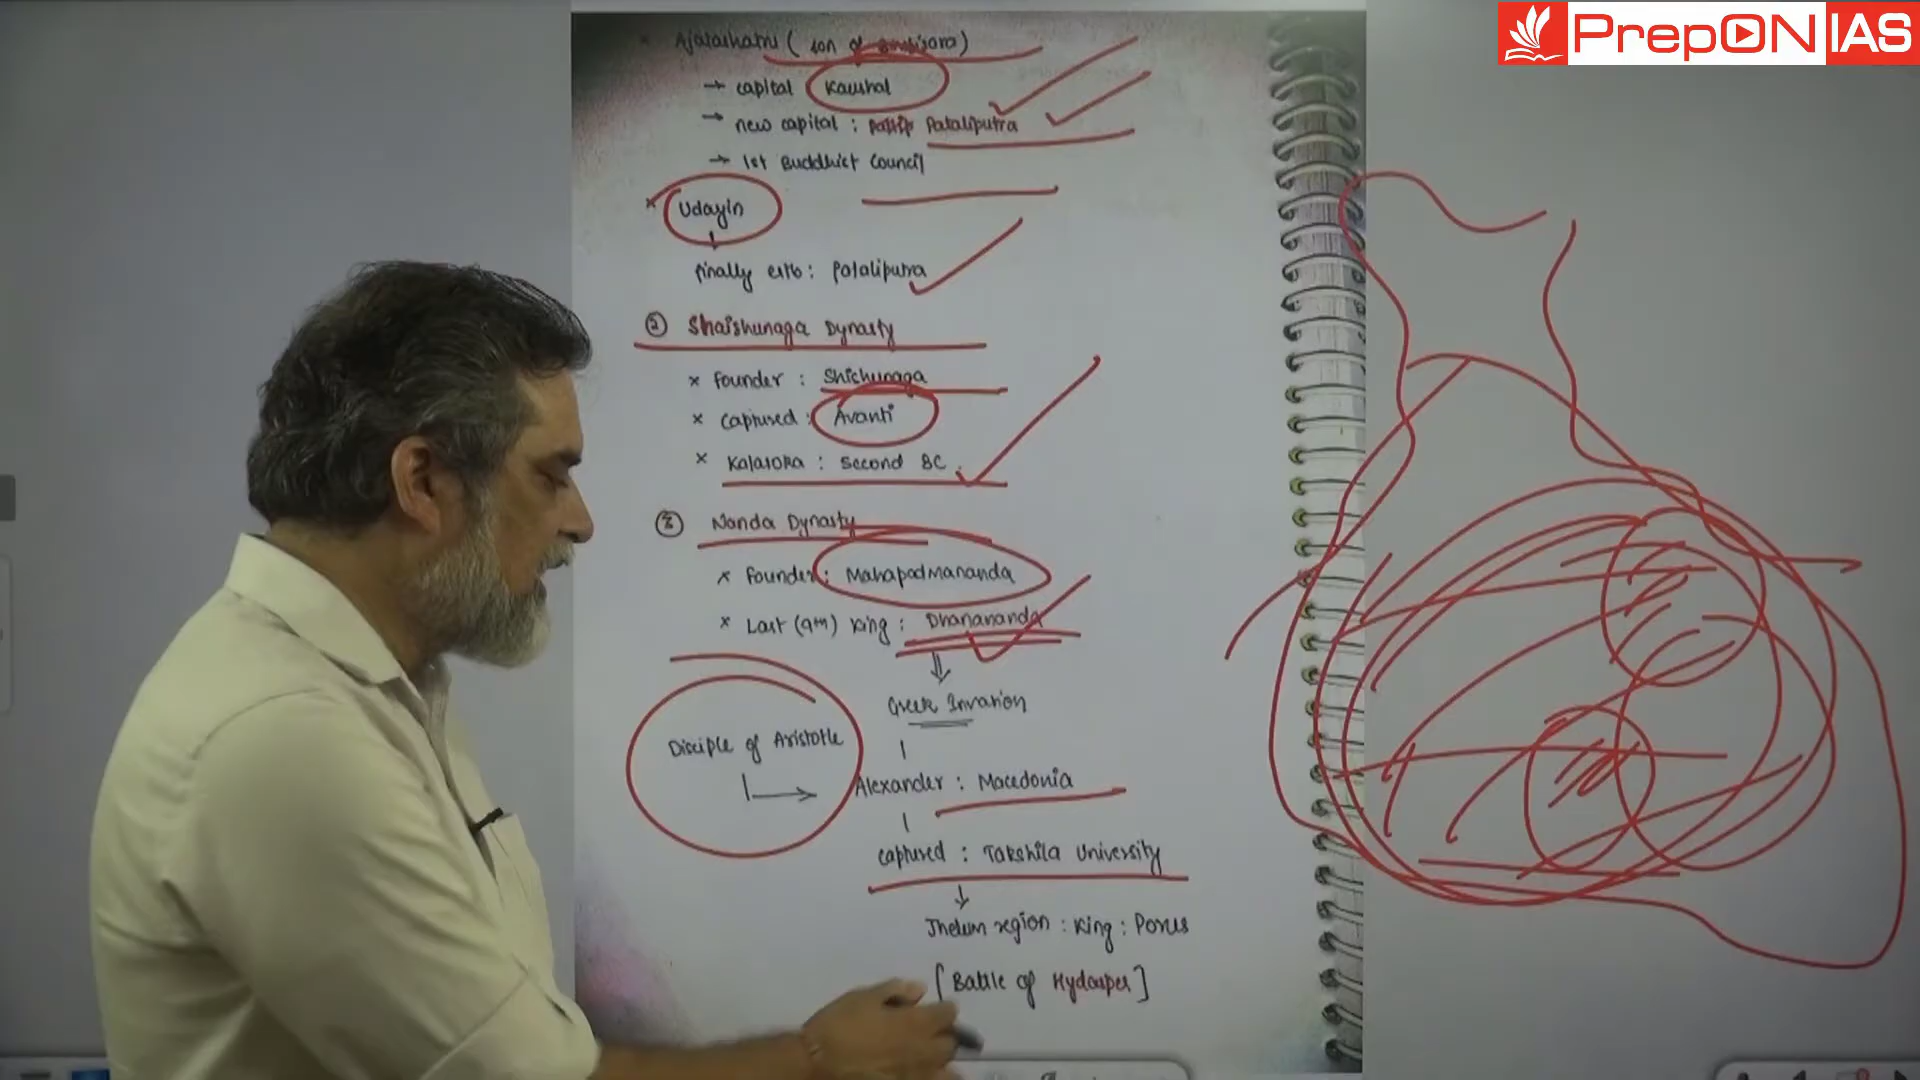 PrepON IAS
× Ajatashatru ( son of Bimbisara)
→ capital Kaushal
→ new capital : Pataliputra
→ 1st Buddhist Council
× Udayin
finally estb : Pataliputra
② Shaishunaga Dynasty
× founder : Shishunaga
× captured : Avanti
× Kalasoka : Second BC.
③ Nanda Dynasty
× founder : Mahapadmananda
× Last (9th) King : Dhanananda
Greek Invasion
Disciple of Aristotle
Alexander : Macedonia
captured : Takshila University
Jhelum region : King : Porus
[Battle of Hydaspes]